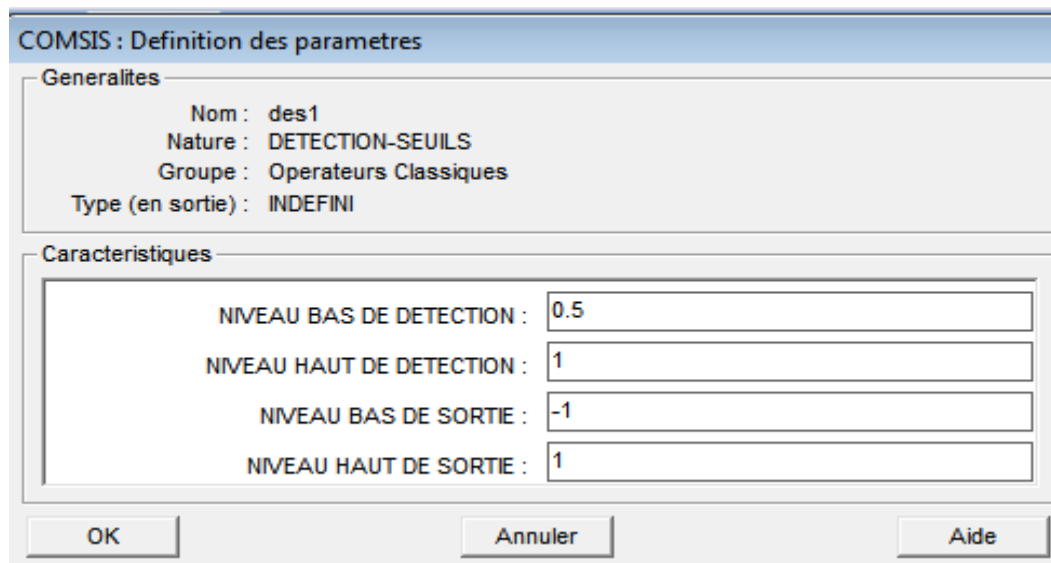 COMSIS : Definition des parametres
Generalites
Nom : des1
Nature : DETECTION-SEUILS
Groupe : Operateurs Classiques
Type (en sortie) : INDEFINI
Caracteristiques
NIVEAU BAS DE DETECTION : 0.5
NIVEAU HAUT DE DETECTION : 1
NIVEAU BAS DE SORTIE : -1
NIVEAU HAUT DE SORTIE : 1
OK Annuler Aide